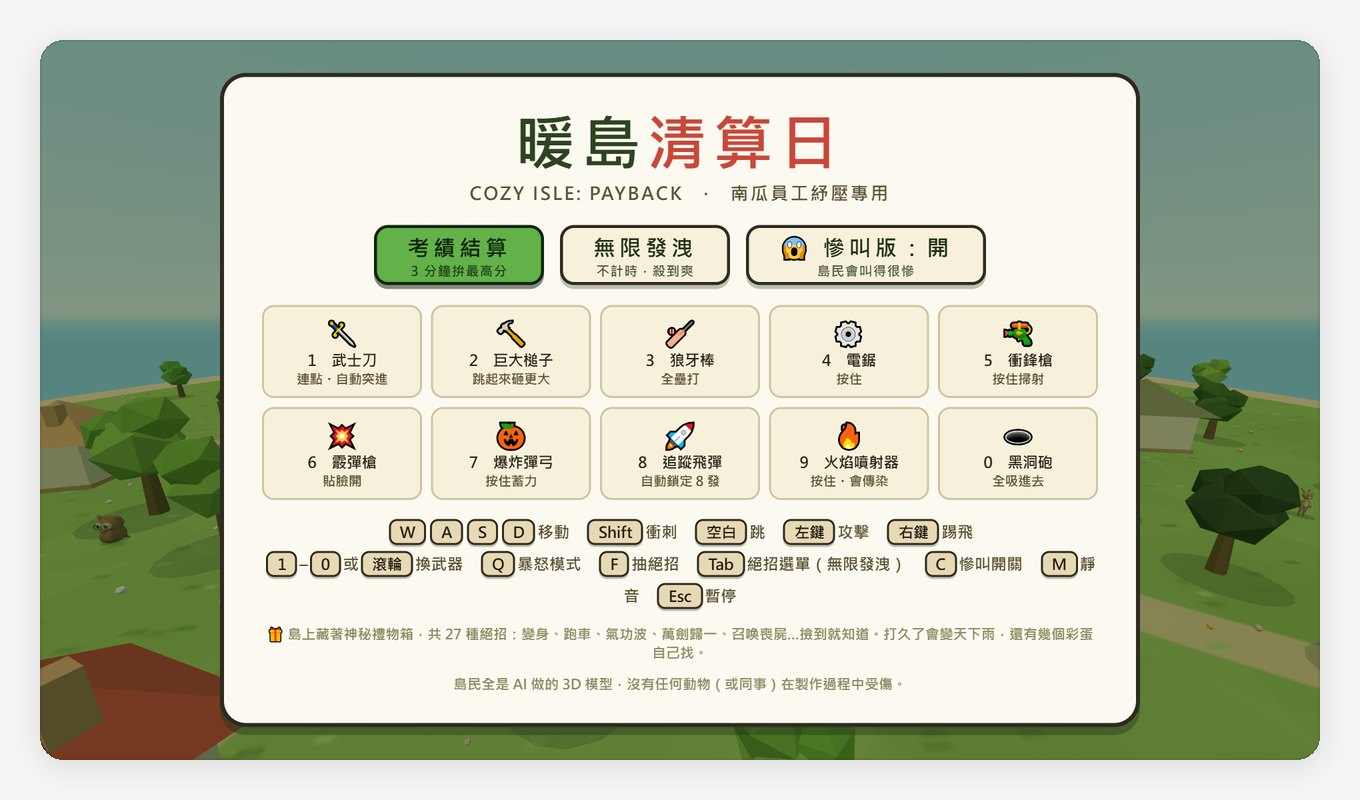 暖島清算日
COZY ISLE: PAYBACK · 南瓜員工紓壓專用
考績結算
3 分鐘拚最高分
無限發洩
不計時，殺到爽
😱 慘叫版：開
島民會叫得很慘
1 武士刀
連點．自動突進
2 巨大槌子
跳起來砸更大
3 狼牙棒
全壘打
4 電鋸
按住
5 衝鋒槍
按住掃射
6 霰彈槍
貼臉開
7 爆炸彈弓
按住蓄力
8 追蹤飛彈
自動鎖定 8 發
9 火焰噴射器
按住．會傳染
0 黑洞砲
全吸進去
W A S D 移動 Shift 衝刺 空白 跳 左鍵 攻擊 右鍵 踢飛
1 – 0 或 滾輪 換武器 Q 暴怒模式 F 抽絕招 Tab 絕招選單（無限發洩） C 慘叫開關 M 靜
音 Esc 暫停
🎁 島上藏著神秘禮物箱，共 27 種絕招：變身、跑車、氣功波、萬劍歸一、召喚喪屍…撿到就知道。打久了會變天下雨，還有幾個彩蛋
自己找。
島民全是 AI 做的 3D 模型，沒有任何動物（或同事）在製作過程中受傷。